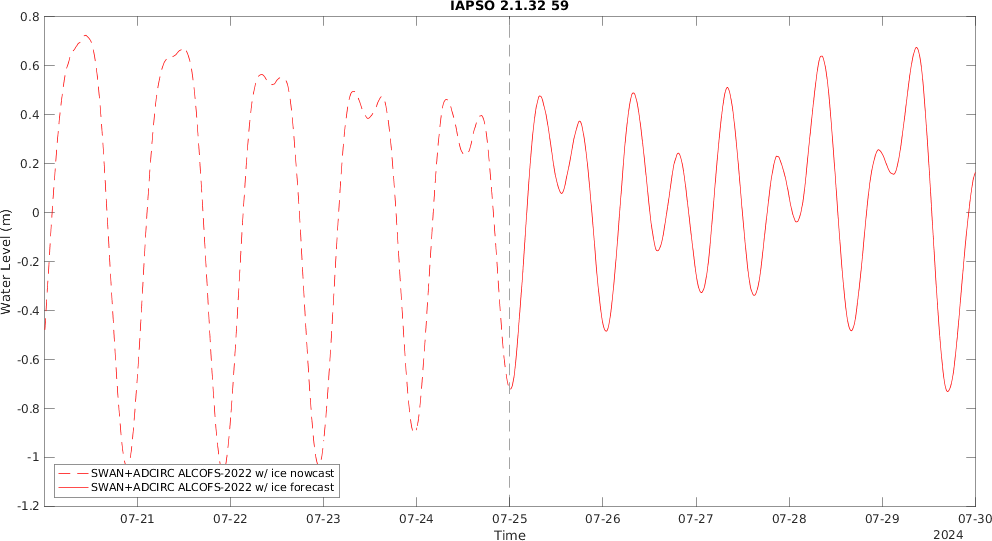 IAPSO 2.1.32 59
0.8
0.6
0.4
0.2
0
-0.2
-0.4
-0.6
-0.8
-1
-1.2
Water Level (m)
SWAN+ADCIRC ALCOFS-2022 w/ ice nowcast
SWAN+ADCIRC ALCOFS-2022 w/ ice forecast
07-21 07-22 07-23 07-24 07-25 07-26 07-27 07-28 07-29 07-30
Time
2024